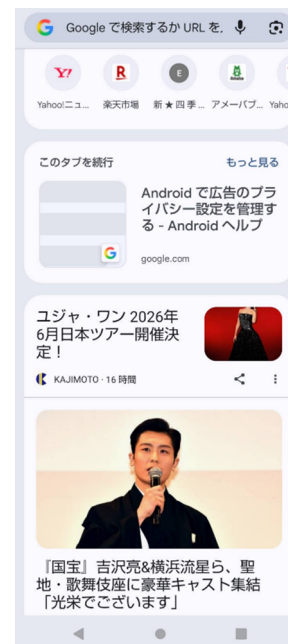 Google で検索するか URL を.
Yahoo!ニュ...
楽天市場
新★四季...
アメーバブ...
Yaho
このタブを続行
もっと見る
Android で広告のプラ
イバシー設定を管理す
る - Android ヘルプ
google.com
ユジャ・ワン 2026年
6月日本ツアー開催決
定！
KAJIMOTO · 16 時間
『国宝』吉沢亮&横浜流星ら、聖
地・歌舞伎座に豪華キャスト集結
「光栄でございます」